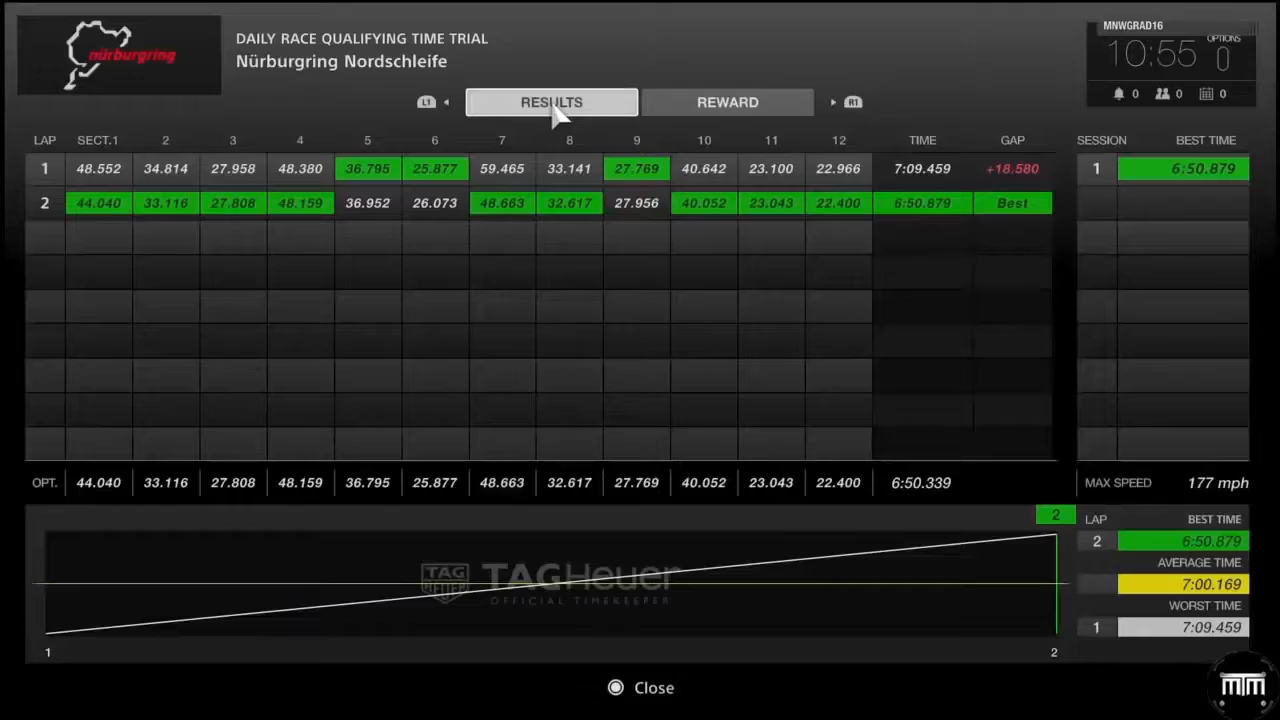 nürburgring
DAILY RACE QUALIFYING TIME TRIAL
Nürburgring Nordschleife
MNWGRAD16
10:55
OPTIONS
0
0 0 0
L1 RESULTS REWARD R1
LAP SECT.1 2 3 4 5 6 7 8 9 10 11 12 TIME GAP
1 48.552 34.814 27.958 48.380 36.795 25.877 59.465 33.141 27.769 40.642 23.100 22.966 7:09.459 +18.580
2 44.040 33.116 27.808 48.159 36.952 26.073 48.663 32.617 27.956 40.052 23.043 22.400 6:50.879 Best
OPT. 44.040 33.116 27.808 48.159 36.795 25.877 48.663 32.617 27.769 40.052 23.043 22.400 6:50.339
SESSION BEST TIME
1 6:50.879
MAX SPEED 177 mph
2
TAG HEUER
TAGHeuer
OFFICIAL TIMEKEEPER
1 2
LAP BEST TIME
2 6:50.879
AVERAGE TIME
7:00.169
WORST TIME
1 7:09.459
Close
MTM